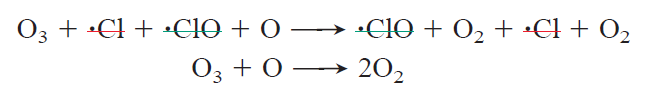 O₃ + ·Cl + ·ClO + O ⟶ ·ClO + O₂ + ·Cl + O₂
O₃ + O ⟶ 2O₂